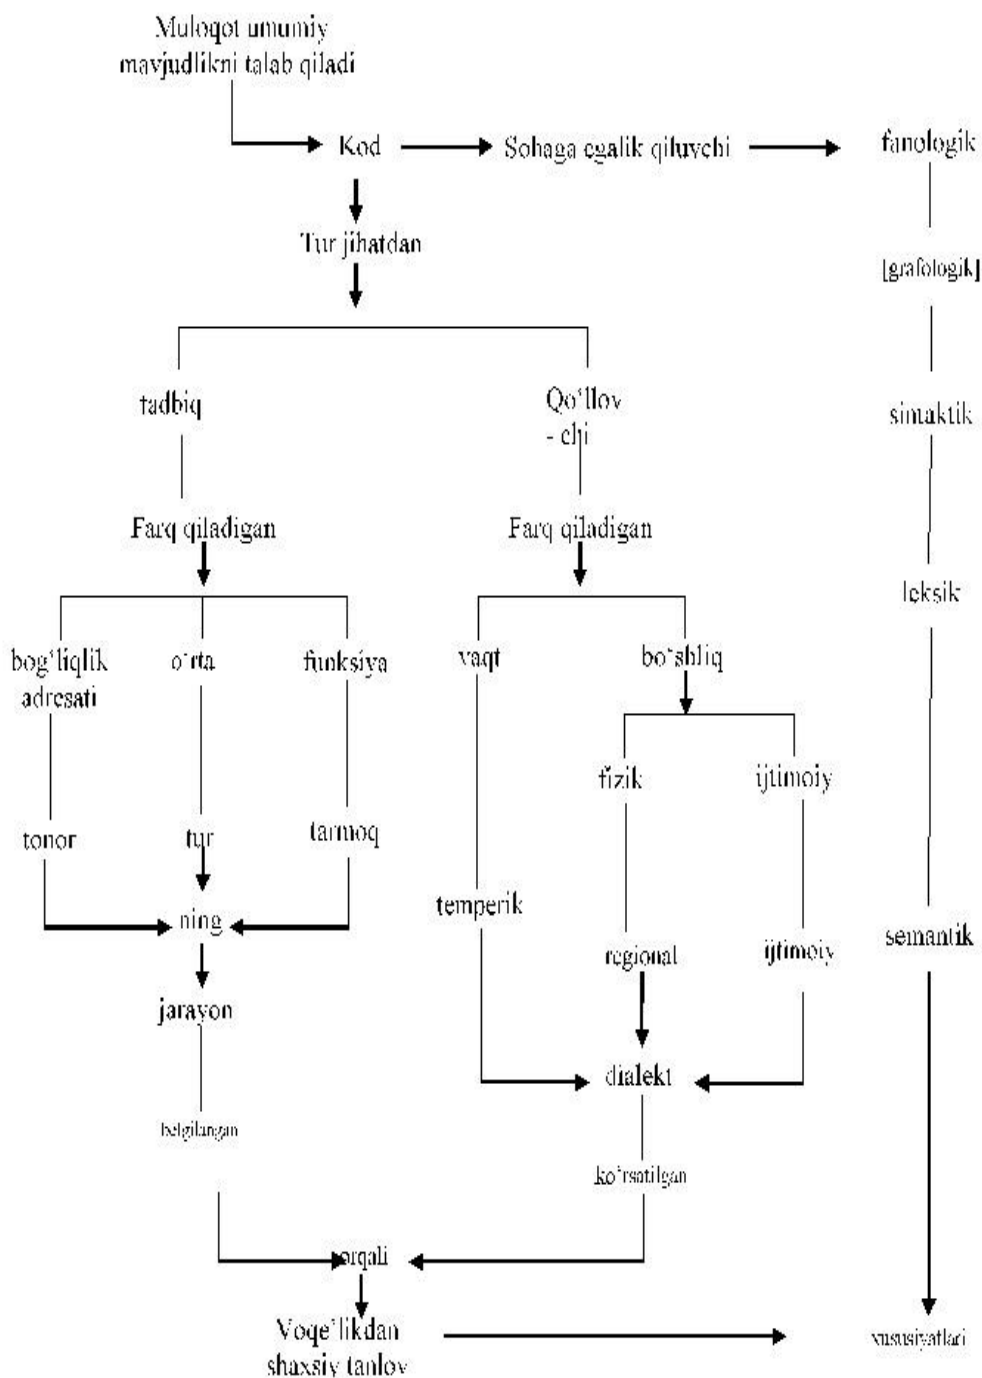 Muloqot umumiy
mavjudlikni talab qiladi
Kod
Sohaga egalik qiluvchi
fanologik
Tur jihatdan
[grafologik]
tadbiq
Qo‘llov
- chi
sintaktik
Farq qiladigan
Farq qiladigan
leksik
bog‘liqlik
adresati
o‘rta
funksiya
vaqt
bo‘shliq
fizik
ijtimoiy
tonor
tur
tarmoq
temperik
semantik
ning
regional
ijtimoiy
jarayon
dialekt
belgilangan
ko‘rsatilgan
orqali
Voqe’likdan
shaxsiy tanlov
xususiyatlari